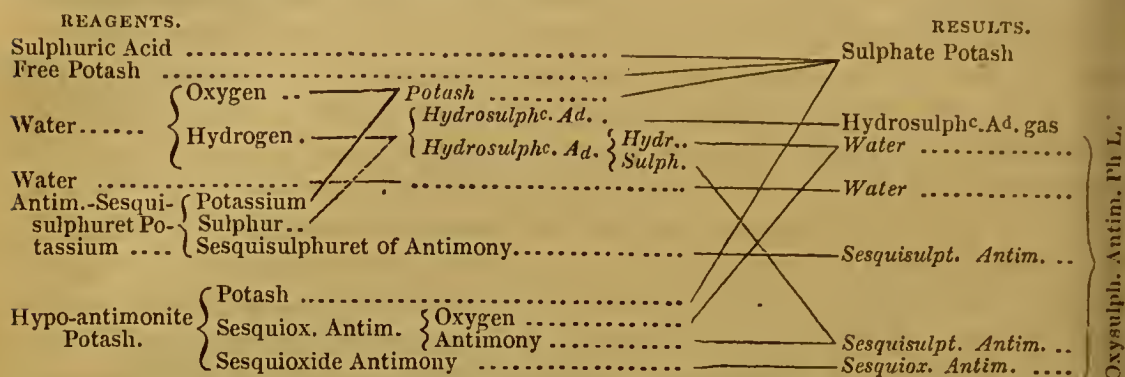 REAGENTS. RESULTS.
Sulphuric Acid ........................................ Sulphate Potash
Free Potash ........................................
Water...... { Oxygen .. Potash ..................
Hydrogen . { Hydrosulphc. Ad. . Hydrosulphc. Ad. gas
Hydrosulphc. Ad. { Hydr.. Water ............
Sulph.
Water ........................................ Water ............
Antim.-Sesqui-
sulphuret Po-
tassium .... { Potassium
Sulphur..
Sesquisulphuret of Antimony.................. Sesquisulpt. Antim. ..
Hypo-antimonite
Potash. { Potash ..............................
Sesquiox. Antim. { Oxygen ................
Antimony ............ Sesquisulpt. Antim. ..
Sesquioxide Antimony .................... Sesquiox. Antim. ....
Oxysulph. Antim. Ph L.